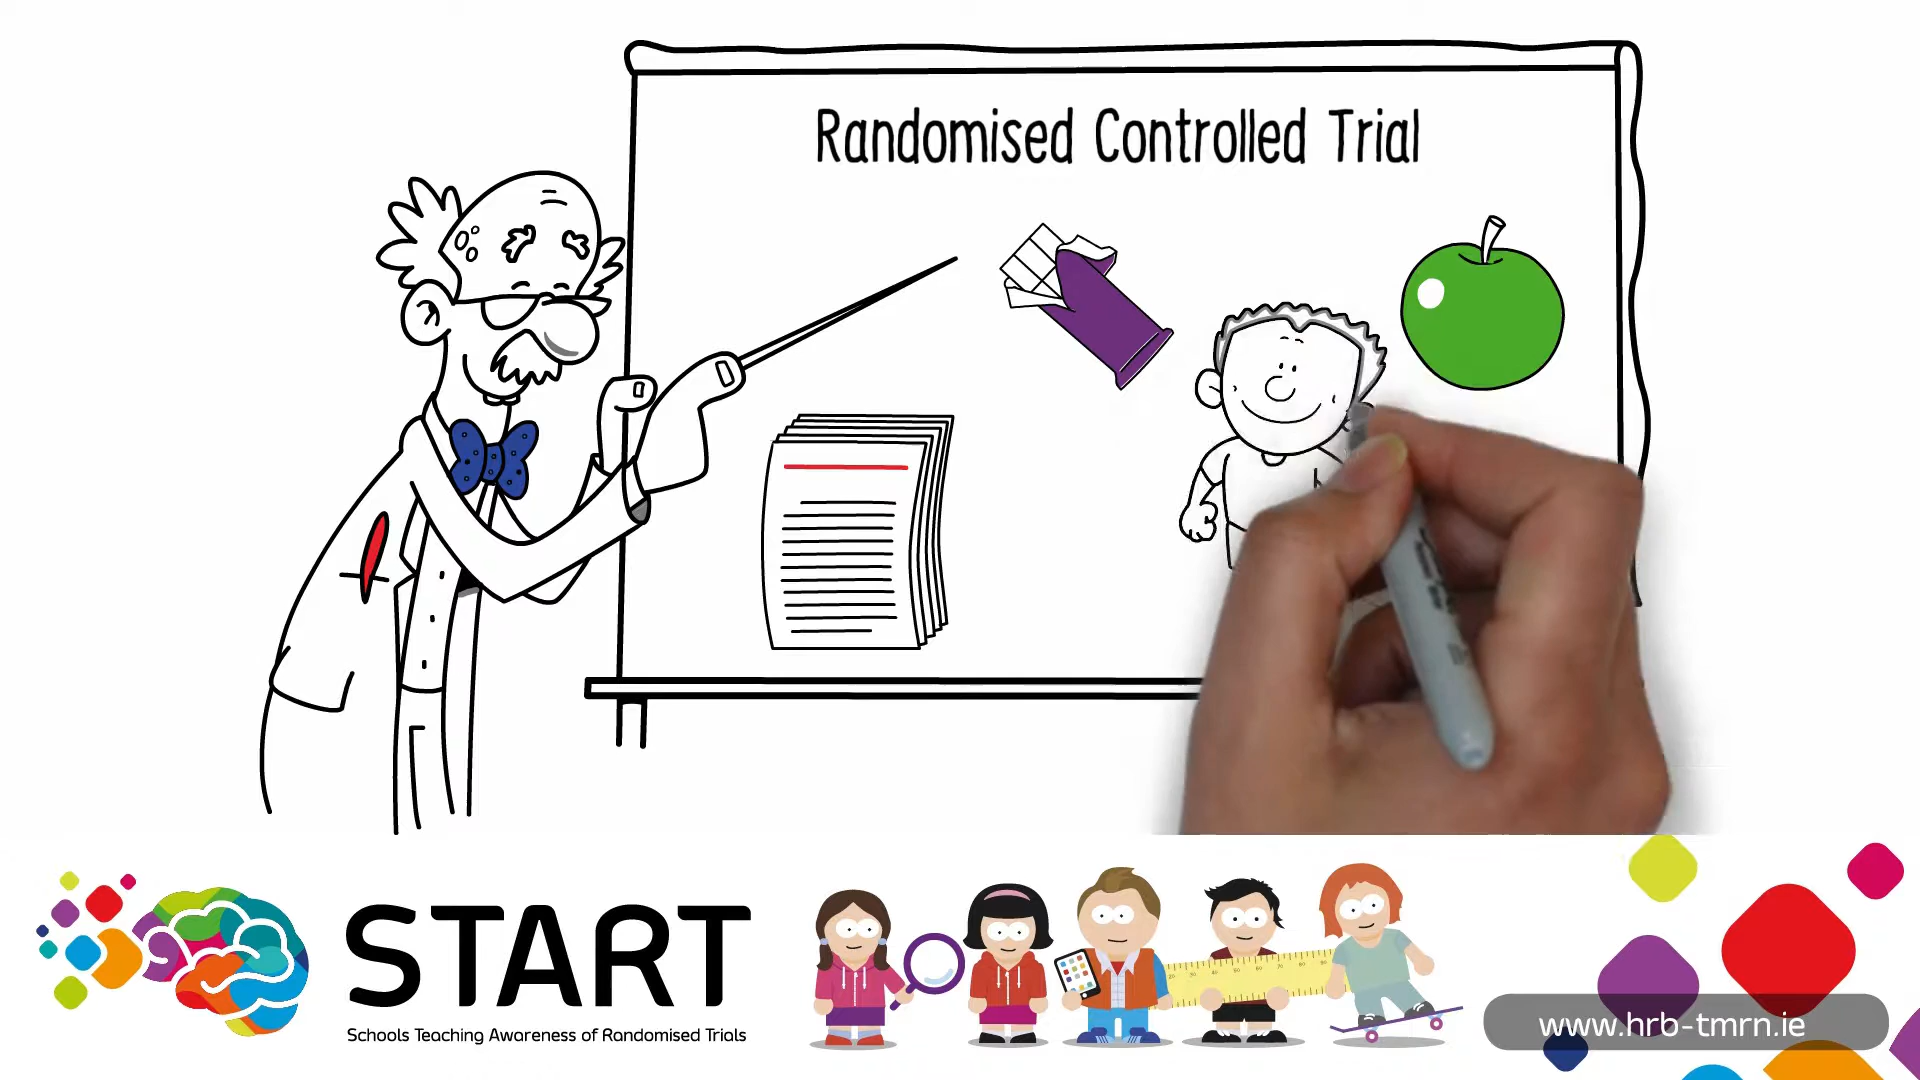 Randomised Controlled Trial
START
Schools Teaching Awareness of Randomised Trials
www.hrb-tmrn.ie